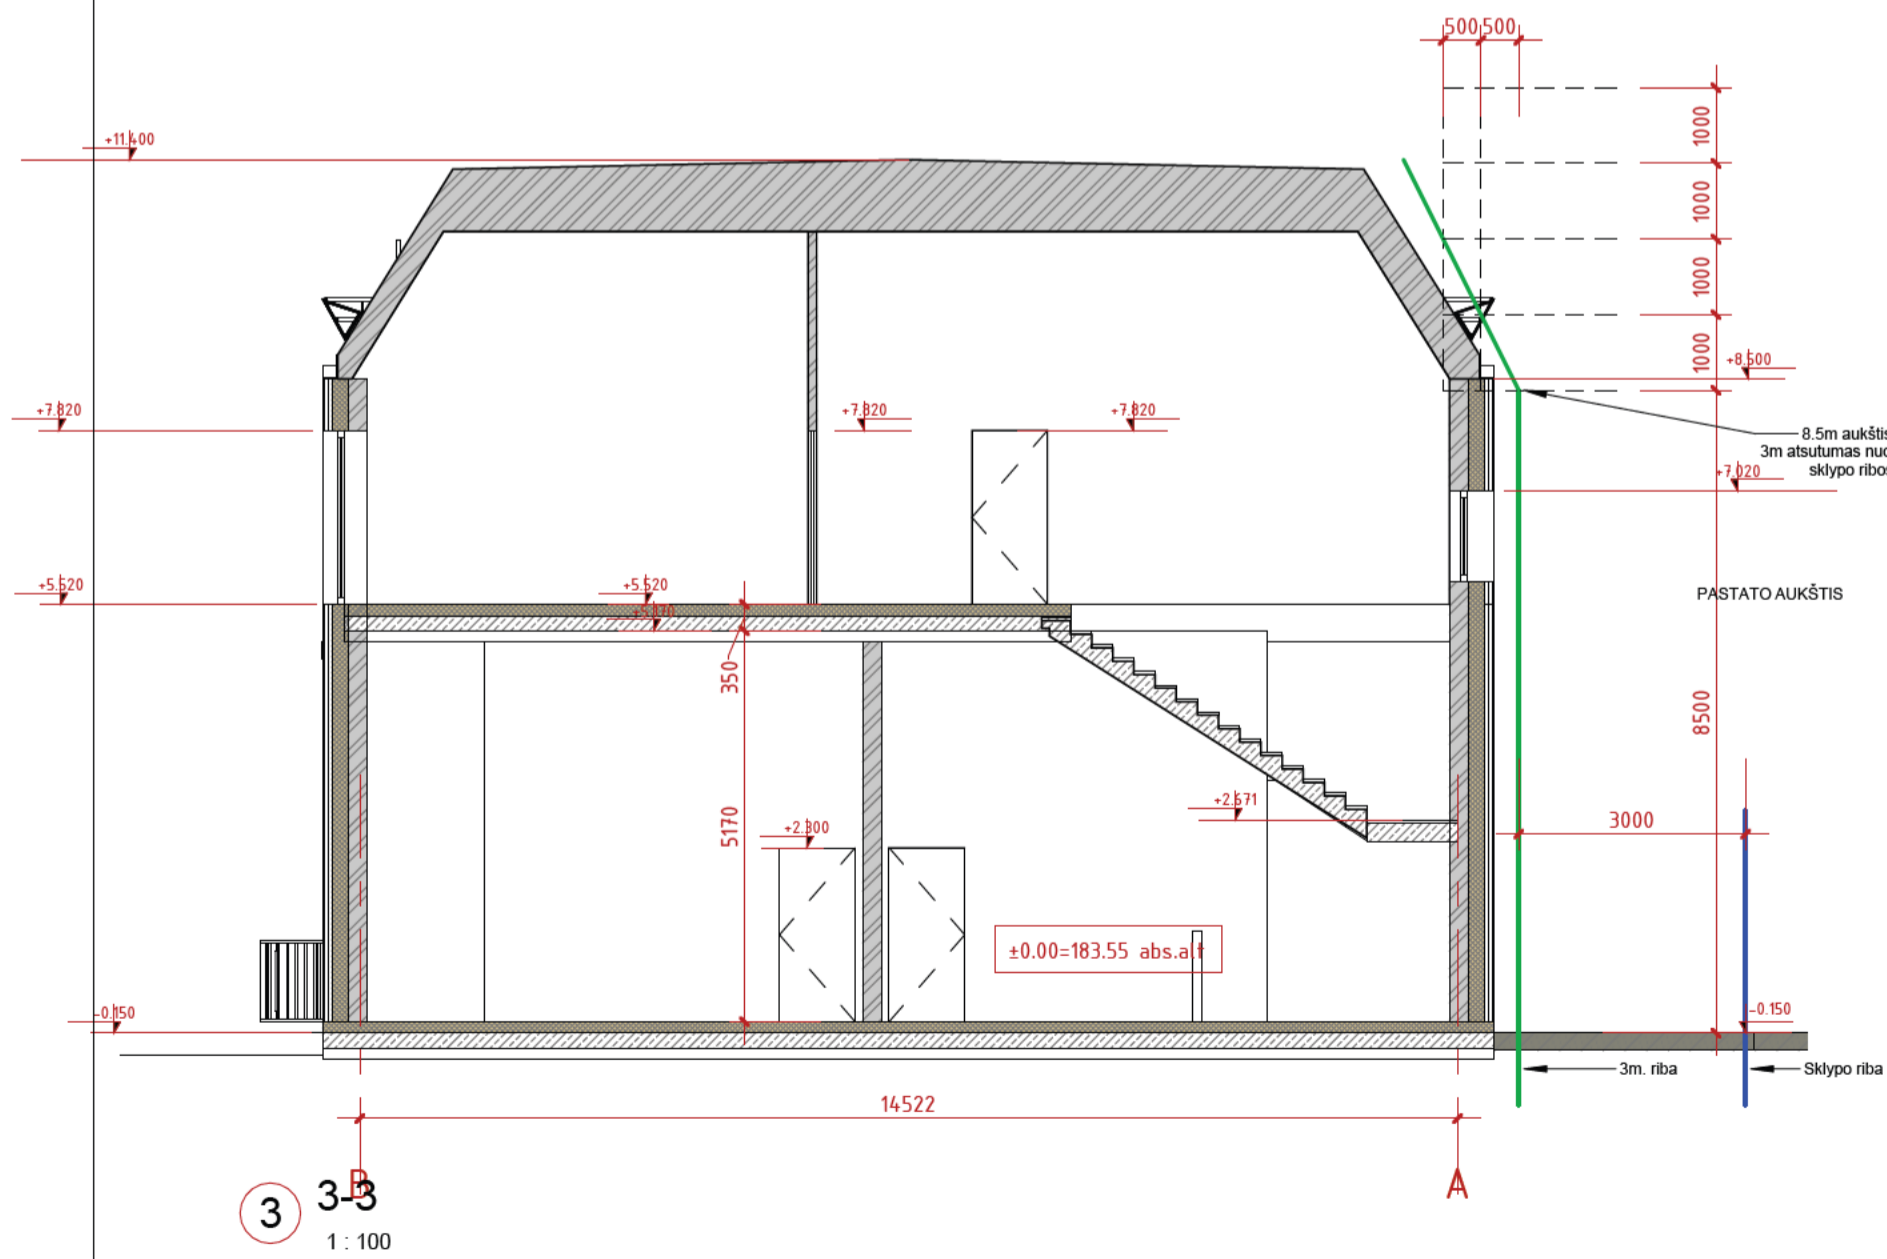 500 500
+11.400
1000
1000
1000
1000
+8.500
+7.820
+7.820
+7.820
8.5m aukštis
3m atsutumas nuo
sklypo ribos
+7.020
+5.520
+5.520
+5.170
PASTATO AUKŠTIS
350
8500
+2.671
5170
+2.300
3000
±0.00=183.55 abs.alt
-0.150
-0.150
3m. riba
Sklypo riba
14522
B
A
3
3-3
1 : 100